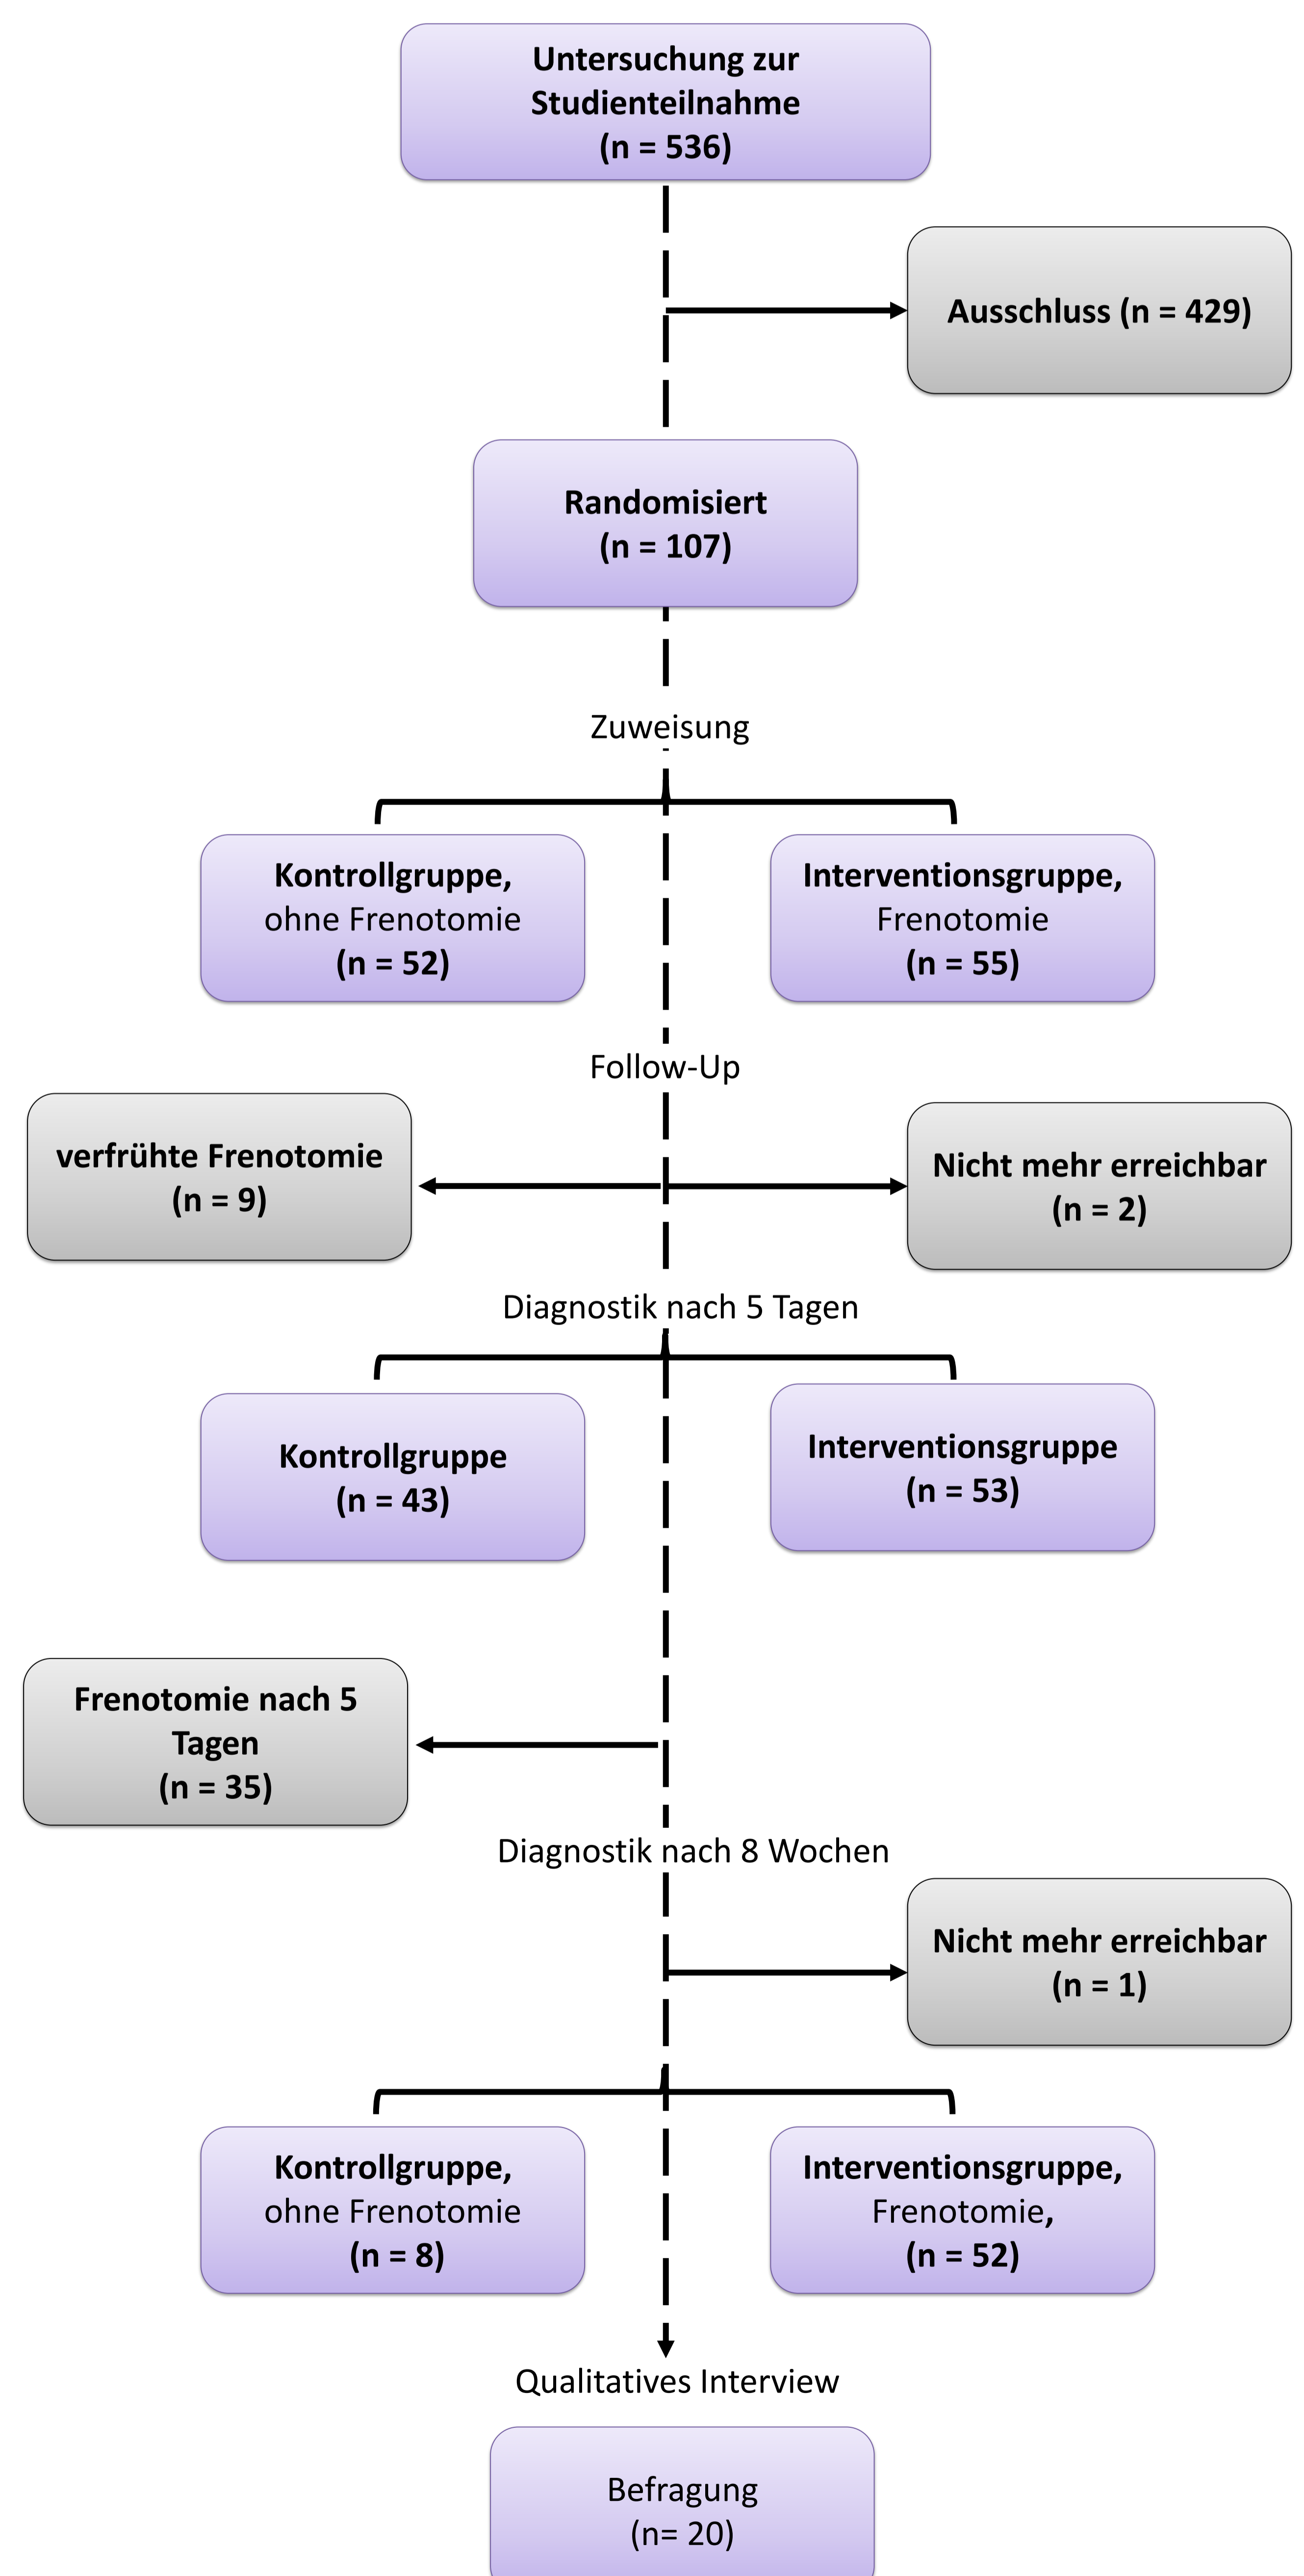 Untersuchung zur
Studienteilnahme
(n = 536)
Ausschluss (n = 429)
Randomisiert
(n = 107)
Zuweisung
Kontrollgruppe,
ohne Frenotomie
(n = 52)
Interventionsgruppe,
Frenotomie
(n = 55)
Follow-Up
verfrühte Frenotomie
(n = 9)
Nicht mehr erreichbar
(n = 2)
Diagnostik nach 5 Tagen
Kontrollgruppe
(n = 43)
Interventionsgruppe
(n = 53)
Frenotomie nach 5
Tagen
(n = 35)
Diagnostik nach 8 Wochen
Nicht mehr erreichbar
(n = 1)
Kontrollgruppe,
ohne Frenotomie
(n = 8)
Interventionsgruppe,
Frenotomie,
(n = 52)
Qualitatives Interview
Befragung
(n= 20)